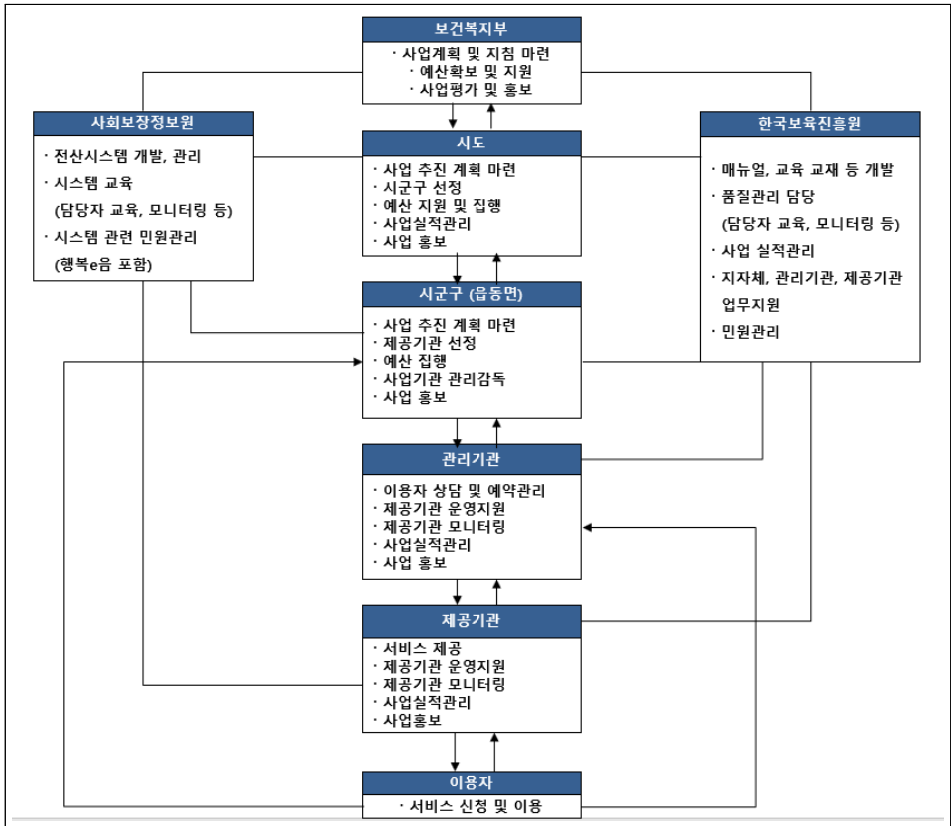 보건복지부
· 사업계획 및 지침 마련
· 예산확보 및 지원
· 사업평가 및 홍보
사회보장정보원
· 전산시스템 개발, 관리
· 시스템 교육
(담당자 교육, 모니터링 등)
· 시스템 관련 민원관리
(행복e음 포함)
한국보육진흥원
· 매뉴얼, 교육 교재 등 개발
· 품질관리 담당
(담당자 교육, 모니터링 등)
· 사업 실적관리
· 지자체, 관리기관, 제공기관
업무지원
· 민원관리
시도
· 사업 추진 계획 마련
· 시군구 선정
· 예산 지원 및 집행
· 사업실적관리
· 사업 홍보
시군구 (읍동면)
· 사업 추진 계획 마련
· 제공기관 선정
· 예산 집행
· 사업기관 관리감독
· 사업 홍보
관리기관
· 이용자 상담 및 예약관리
· 제공기관 운영지원
· 제공기관 모니터링
· 사업실적관리
· 사업 홍보
제공기관
· 서비스 제공
· 제공기관 운영지원
· 제공기관 모니터링
· 사업실적관리
· 사업홍보
이용자
· 서비스 신청 및 이용